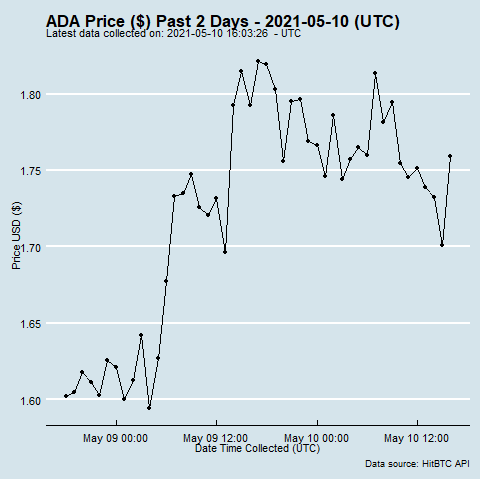 ADA Price ($) Past 2 Days - 2021-05-10 (UTC)
Latest data collected on: 2021-05-10 16:03:26 - UTC
1.80
1.75
1.70
1.65
1.60
Price USD ($)
May 09 00:00 May 09 12:00 May 10 00:00 May 10 12:00
Date Time Collected (UTC)
Data source: HitBTC API